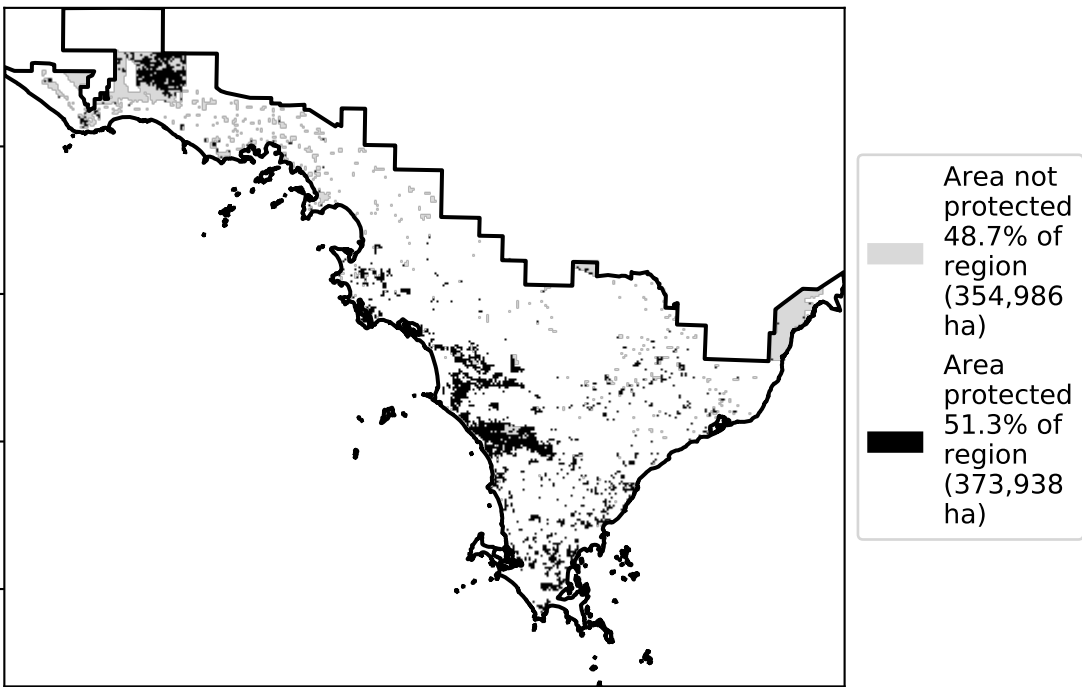 Area not
protected
48.7% of
region
(354,986
ha)
Area
protected
51.3% of
region
(373,938
ha)